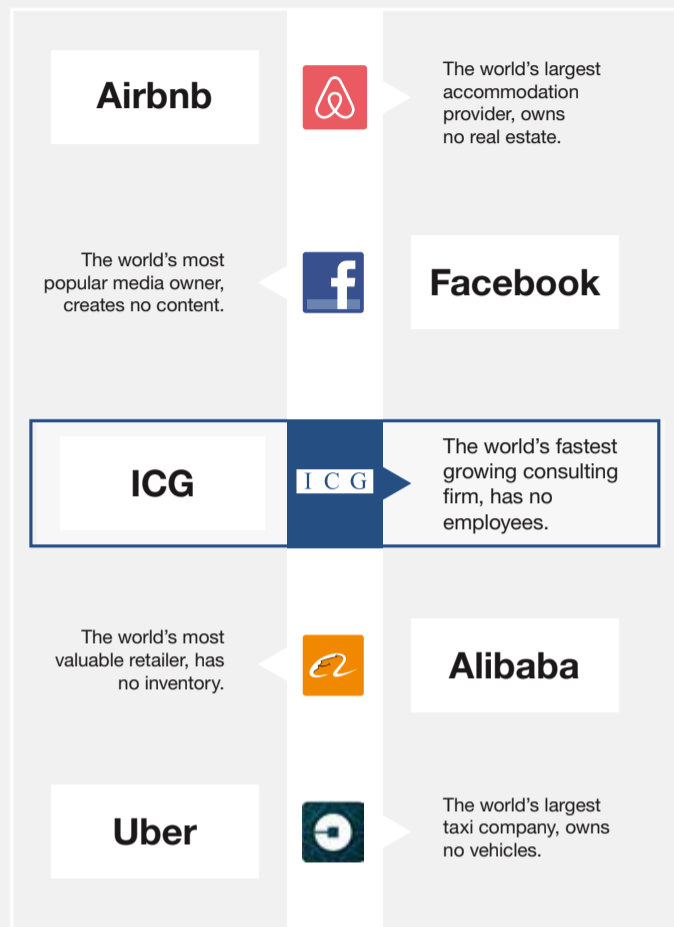 Airbnb
The world's largest
accommodation
provider, owns
no real estate.
The world's most
popular media owner,
creates no content.
f
Facebook
ICG
I C G
The world's fastest
growing consulting
firm, has no
employees.
The world's most
valuable retailer, has
no inventory.
Alibaba
Uber
The world's largest
taxi company, owns
no vehicles.